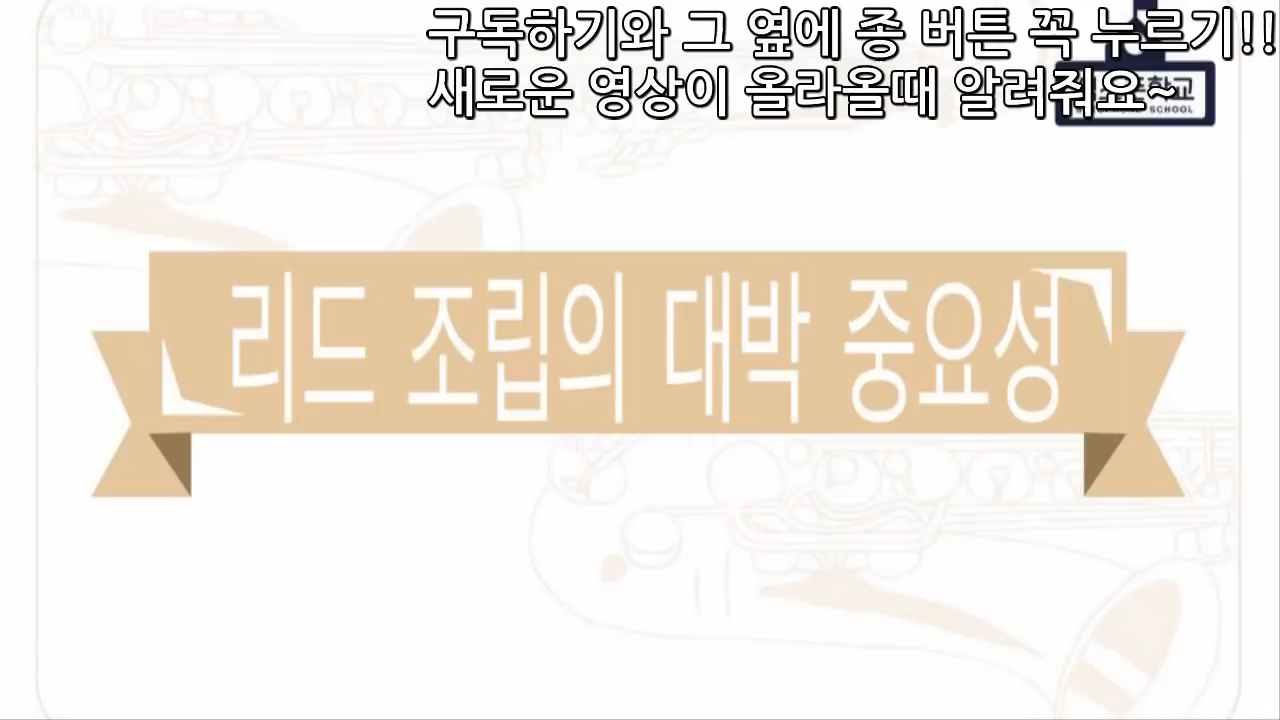 구독하기와 그 옆에 종 버튼 꼭 누르기!!
새로운 영상이 올라올때 알려줘요~
SCHOOL
리드 조립의 대박 중요성